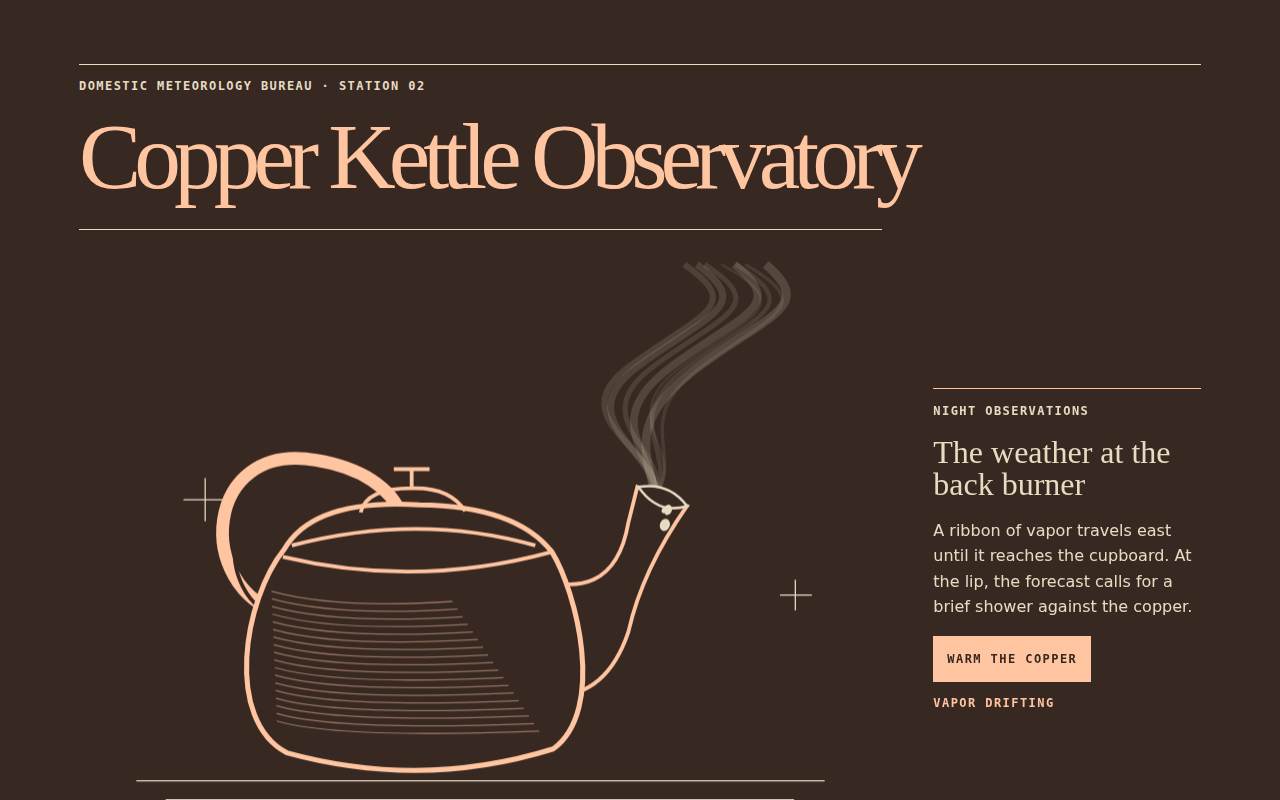 DOMESTIC METEOROLOGY BUREAU · STATION 02
Copper Kettle Observatory
NIGHT OBSERVATIONS
The weather at the
back burner
A ribbon of vapor travels east
until it reaches the cupboard. At
the lip, the forecast calls for a
brief shower against the copper.
WARM THE COPPER
VAPOR DRIFTING